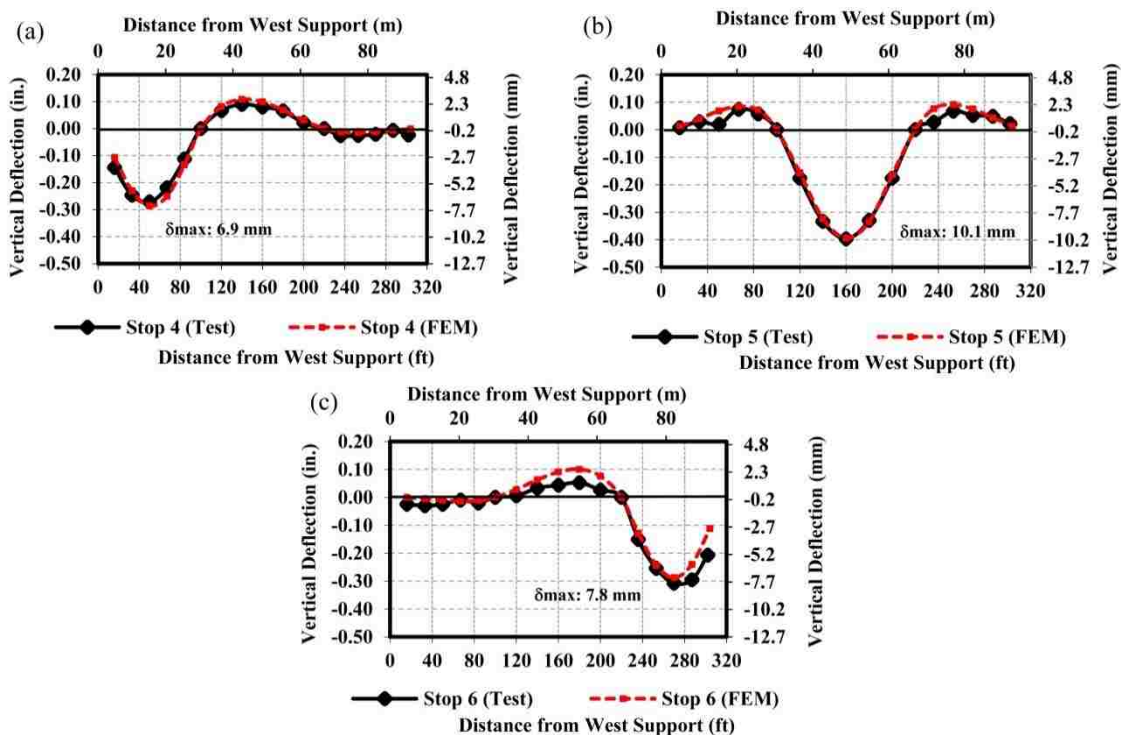 (a)
Distance from West Support (m)
0 20 40 60 80
Vertical Deflection (in.)
0.20
0.10
0.00
-0.10
-0.20
-0.30
-0.40
-0.50
4.8
2.3
-0.2
-2.7
-5.2
-7.7
-10.2
-12.7
Vertical Deflection (mm)
δmax: 6.9 mm
0 40 80 120 160 200 240 280 320
Stop 4 (Test) Stop 4 (FEM)
Distance from West Support (ft)
(b)
Distance from West Support (m)
0 20 40 60 80
Vertical Deflection (in.)
0.20
0.10
0.00
-0.10
-0.20
-0.30
-0.40
-0.50
4.8
2.3
-0.2
-2.7
-5.2
-7.7
-10.2
-12.7
Vertical Deflection (mm)
δmax: 10.1 mm
0 40 80 120 160 200 240 280 320
Stop 5 (Test) Stop 5 (FEM)
Distance from West Support (ft)
(c)
Distance from West Support (m)
0 20 40 60 80
Vertical Deflection (in.)
0.20
0.10
0.00
-0.10
-0.20
-0.30
-0.40
-0.50
4.8
2.3
-0.2
-2.7
-5.2
-7.7
-10.2
-12.7
Vertical Deflection (mm)
δmax: 7.8 mm
0 40 80 120 160 200 240 280 320
Stop 6 (Test) Stop 6 (FEM)
Distance from West Support (ft)